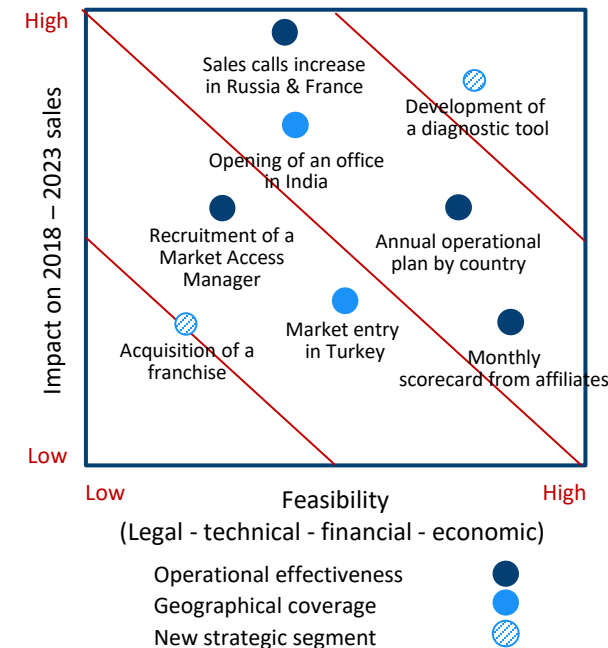 High
Sales calls increase
in Russia & France
Development of
a diagnostic tool
Opening of an office
in India
Recruitment of a
Market Access
Manager
Annual operational
plan by country
Impact on 2018 – 2023 sales
Market entry
in Turkey
Acquisition of a
franchise
Monthly
scorecard from affiliates
Low
Low
Feasibility
High
(Legal - technical - financial - economic)
Operational effectiveness
Geographical coverage
New strategic segment